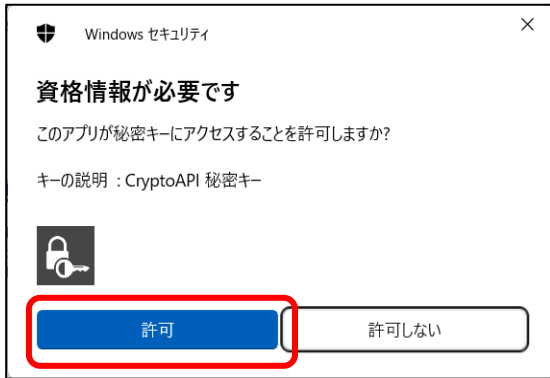 Windows セキュリティ
資格情報が必要です
このアプリが秘密キーにアクセスすることを許可しますか?
キーの説明 : CryptoAPI 秘密キー
許可
許可しない